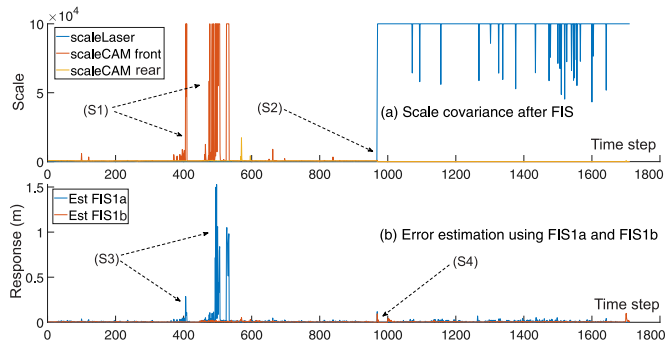 × 10⁴
10
5
0
Scale
scaleLaser
scaleCAM front
scaleCAM rear
(S1)
(S2)
(a) Scale covariance after FIS
Time step
0 200 400 600 800 1000 1200 1400 1600 1800
1.5
1
0.5
0
Response (m)
Est FIS1a
Est FIS1b
(b) Error estimation using FIS1a and FIS1b
(S3)
(S4)
Time step
0 200 400 600 800 1000 1200 1400 1600 1800